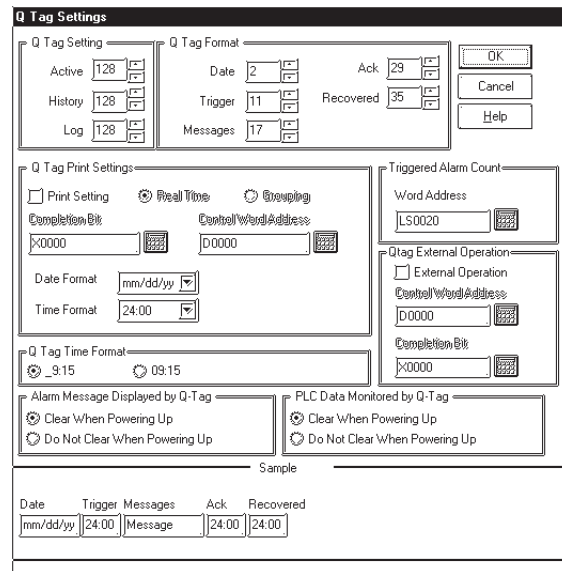 Q Tag Settings
Q Tag Setting
Active 128
History 128
Log 128
Q Tag Format
Date 2
Trigger 11
Messages 17
Ack 29
Recovered 35
OK
Cancel
Help
Q Tag Print Settings
Print Setting
Real Time
Grouping
Completion Bit
Control Word Address
X0000
D0000
Date Format mm/dd/yy
Time Format 24:00
Triggered Alarm Count
Word Address
LS0020
Qtag External Operation
External Operation
Control Word Address
D0000
Completion Bit
X0000
Q Tag Time Format
_9:15
09:15
Alarm Message Displayed by Q-Tag
Clear When Powering Up
Do Not Clear When Powering Up
PLC Data Monitored by Q-Tag
Clear When Powering Up
Do Not Clear When Powering Up
Sample
Date Trigger Messages Ack Recovered
mm/dd/yy 24:00 Message 24:00 24:00